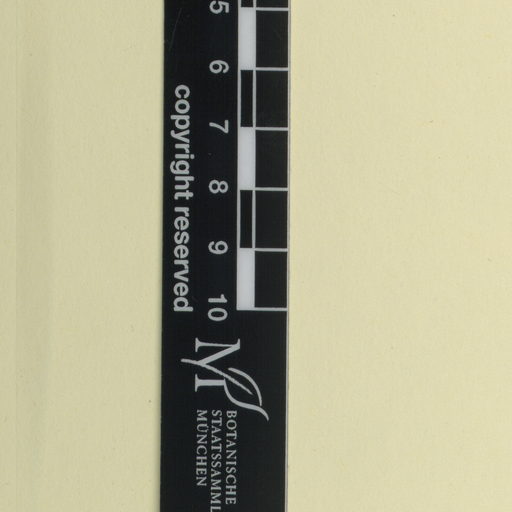 5 6 7 8 9 10
copyright reserved
M
BOTANISCHE
STAATSSAMML
MÜNCHEN